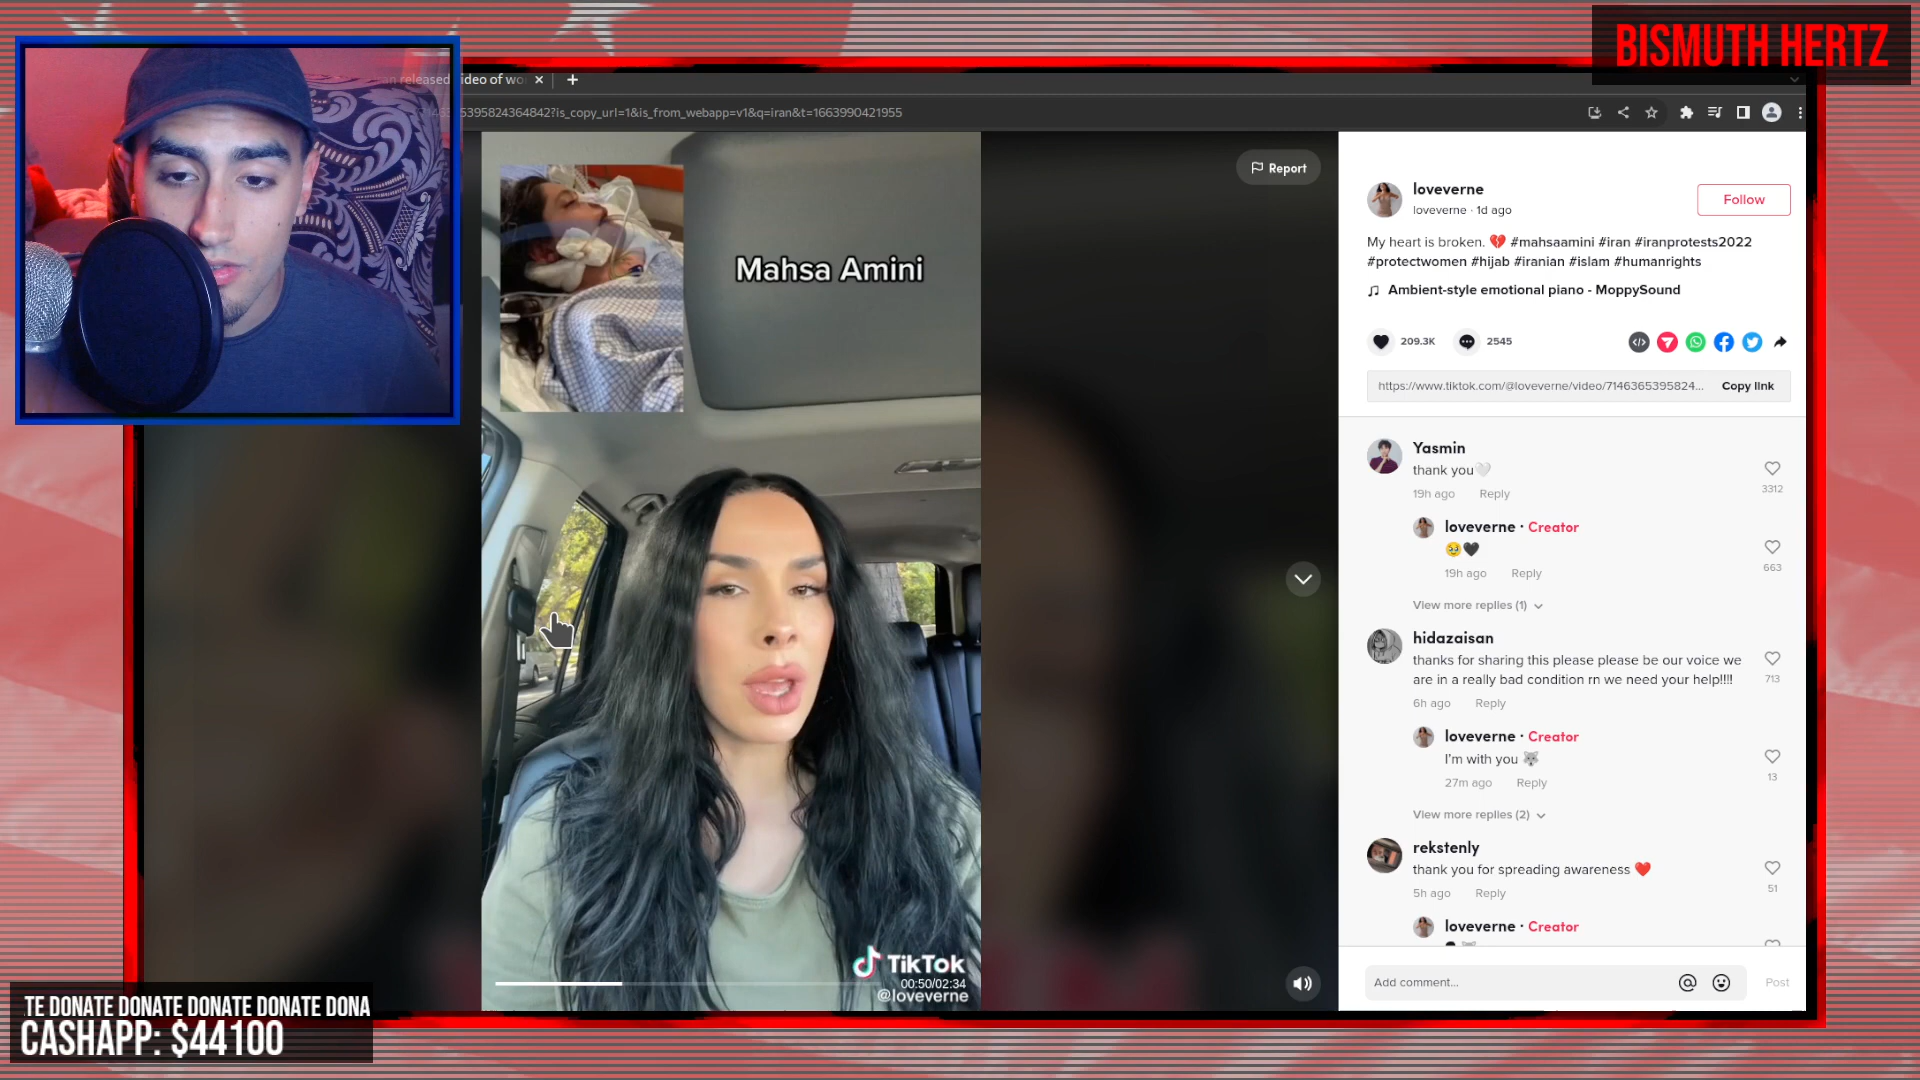 BISMUTH HERTZ
an released
ideo of wo
5395824364842?is_copy_url=1&is_from_webapp=v1&q=iran&t=1663990421955
Report
Mahsa Amini
TikTok
00:50/02:34
@loveverne
loveverne
loveverne · 1d ago
Follow
My heart is broken. 💔 #mahsaamini #iran #iranprotests2022
#protectwomen #hijab #iranian #islam #humanrights
Ambient-style emotional piano - MoppySound
209.3K
2545
https://www.tiktok.com/@loveverne/video/7146365395824...
Copy link
Yasmin
thank you🤍
19h ago Reply
3312
loveverne · Creator
🥹🖤
19h ago Reply
663
View more replies (1)
hidazaisan
thanks for sharing this please please be our voice we
are in a really bad condition rn we need your help!!!!
713
6h ago Reply
loveverne · Creator
I'm with you 🐺
27m ago Reply
13
View more replies (2)
rekstenly
thank you for spreading awareness ❤️
5h ago Reply
51
loveverne · Creator
Add comment...
Post
TE DONATE DONATE DONATE DONATE DONA
CASHAPP: $44100